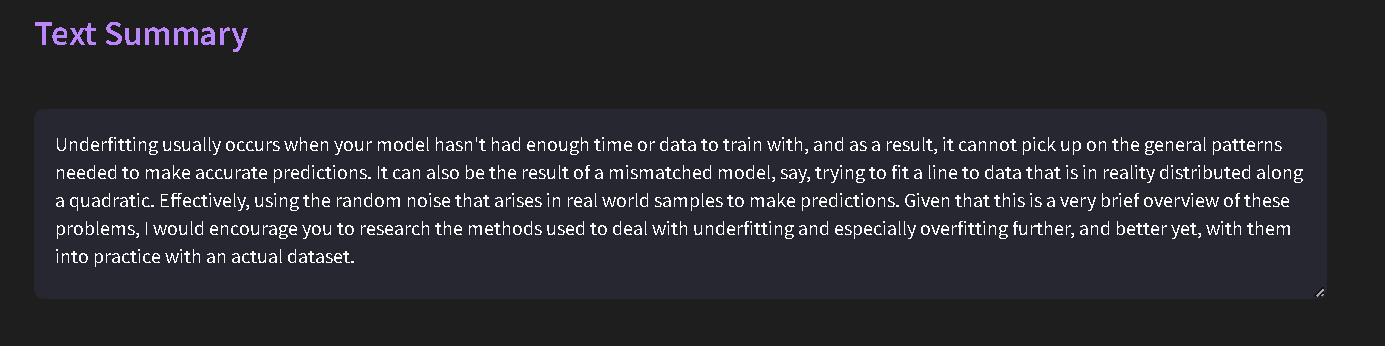 Text Summary
Underfitting usually occurs when your model hasn't had enough time or data to train with, and as a result, it cannot pick up on the general patterns
needed to make accurate predictions. It can also be the result of a mismatched model, say, trying to fit a line to data that is in reality distributed along
a quadratic. Effectively, using the random noise that arises in real world samples to make predictions. Given that this is a very brief overview of these
problems, I would encourage you to research the methods used to deal with underfitting and especially overfitting further, and better yet, with them
into practice with an actual dataset.